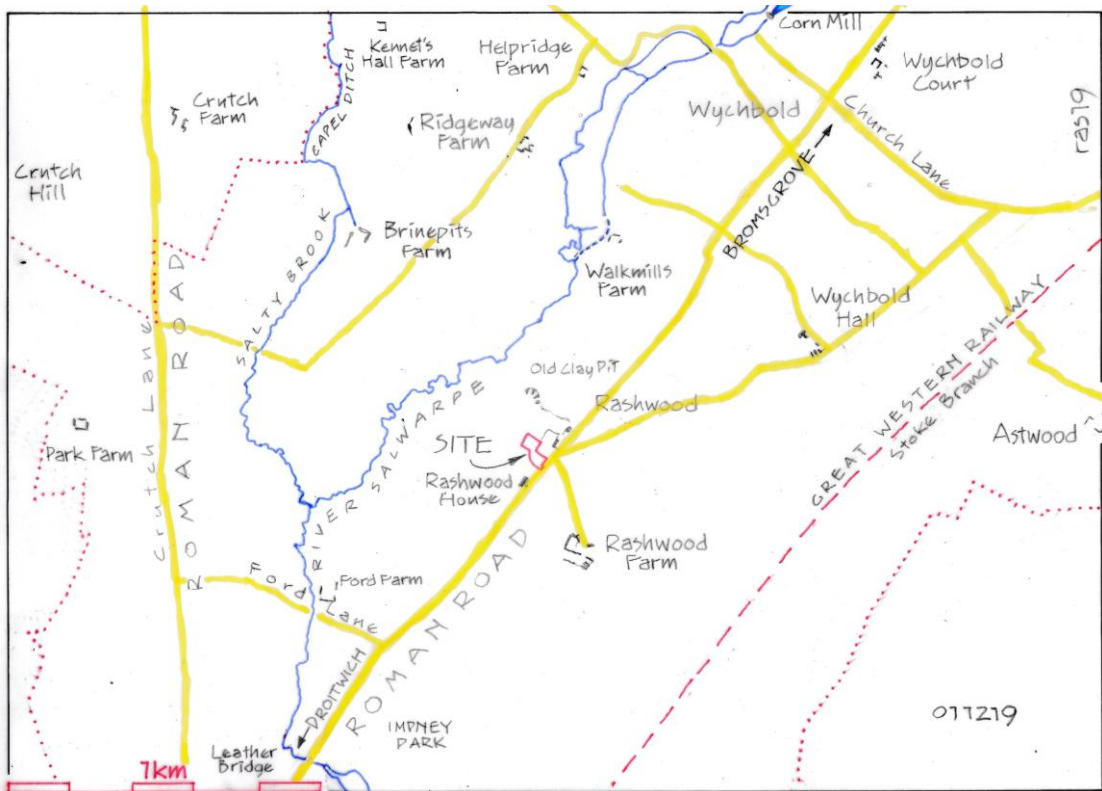 Corn Mill
Kennet's
Hall Farm
Helpridge
Farm
Wychbold
Court
Crutch
Farm
CAPEL DITCH
Ridgeway
Farm
Wychbold
Church Lane
ras19
Crutch
Hill
BROMSGROVE
Brinepits
Farm
SALTY BROOK
Walkmills
Farm
Wychbold
Hall
Crutch Lane
ROMAN ROAD
Old Clay Pit
Rashwood
GREAT WESTERN RAILWAY
Stoke Branch
Park Farm
RIVER SALWARPE
SITE
Astwood
Rashwood
House
Rashwood
Farm
Ford Farm
Ford Lane
ROMAN ROAD
DROITWICH
IMPNEY
PARK
011219
Leather
Bridge
1km